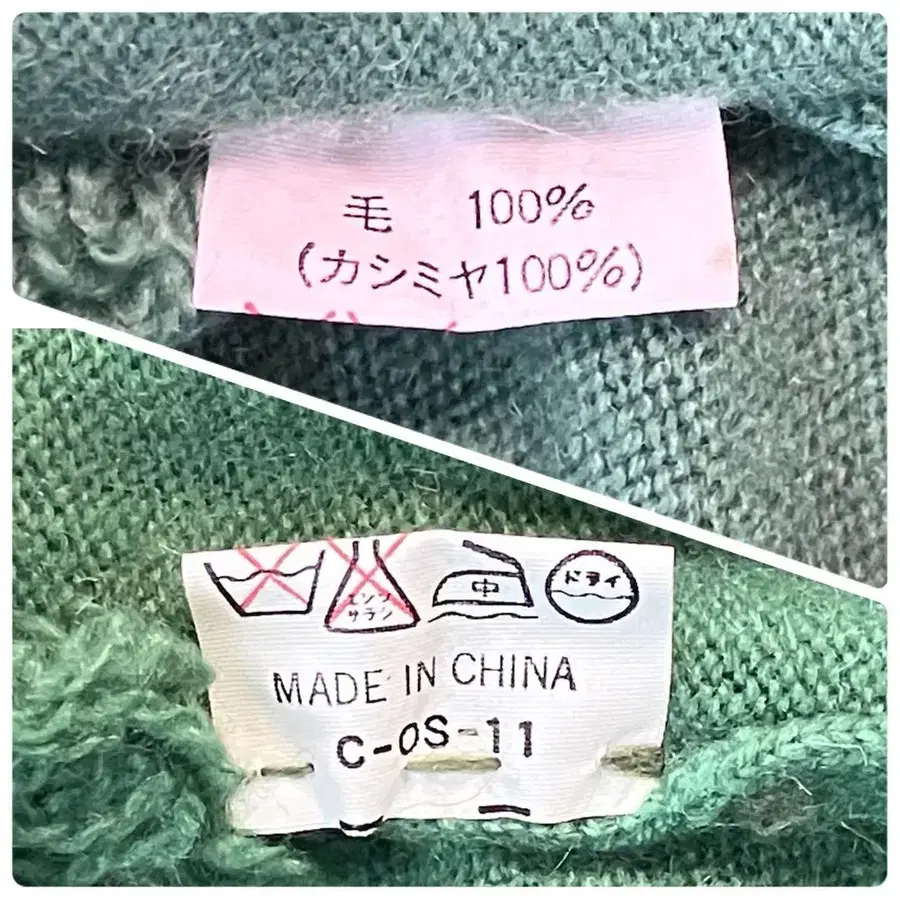 毛 100%
(カシミヤ100%)
エンソ
サラシ
中
ドライ
MADE IN CHINA
C-OS-11